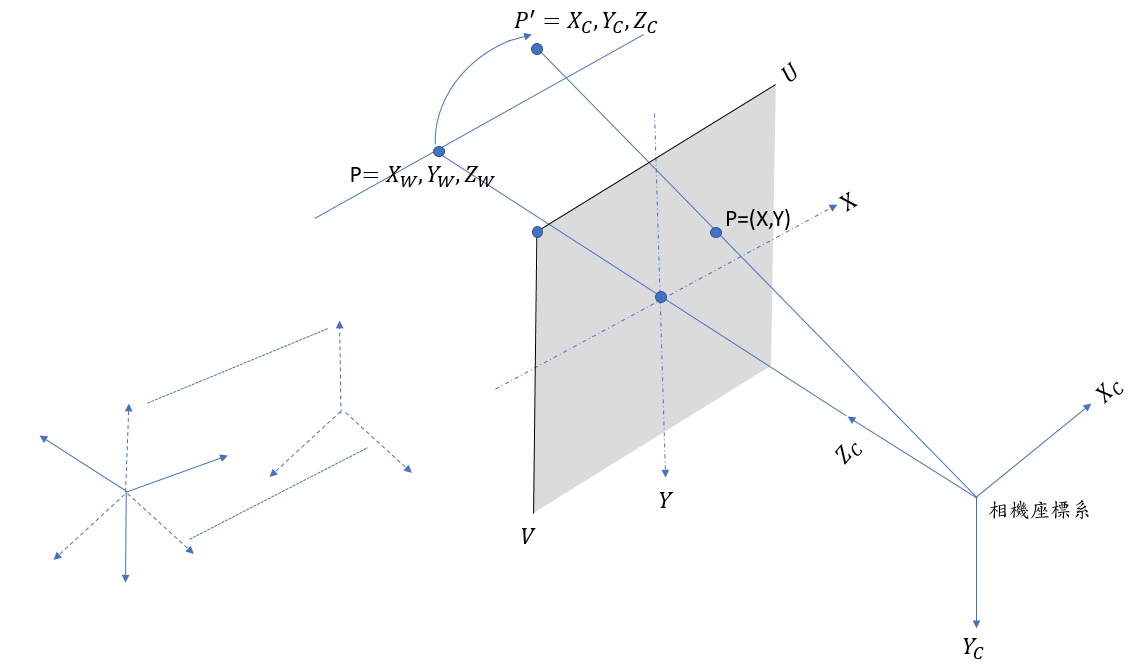 P′ = X_C, Y_C, Z_C
U
P= X_W, Y_W, Z_W
X
P=(X,Y)
X_C
Z_C
Y
相機座標系
V
Y_C